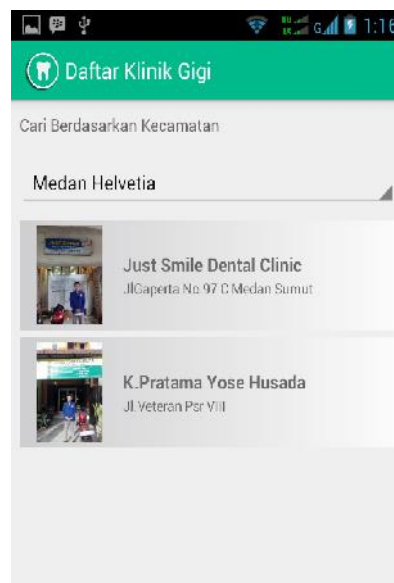 G 1:16
Daftar Klinik Gigi
Cari Berdasarkan Kecamatan
Medan Helvetia
Just Smile Dental Clinic
JlGaperta No.97 C Medan Sumut
K.Pratama Yose Husada
Jl.Veteran Psr VIII